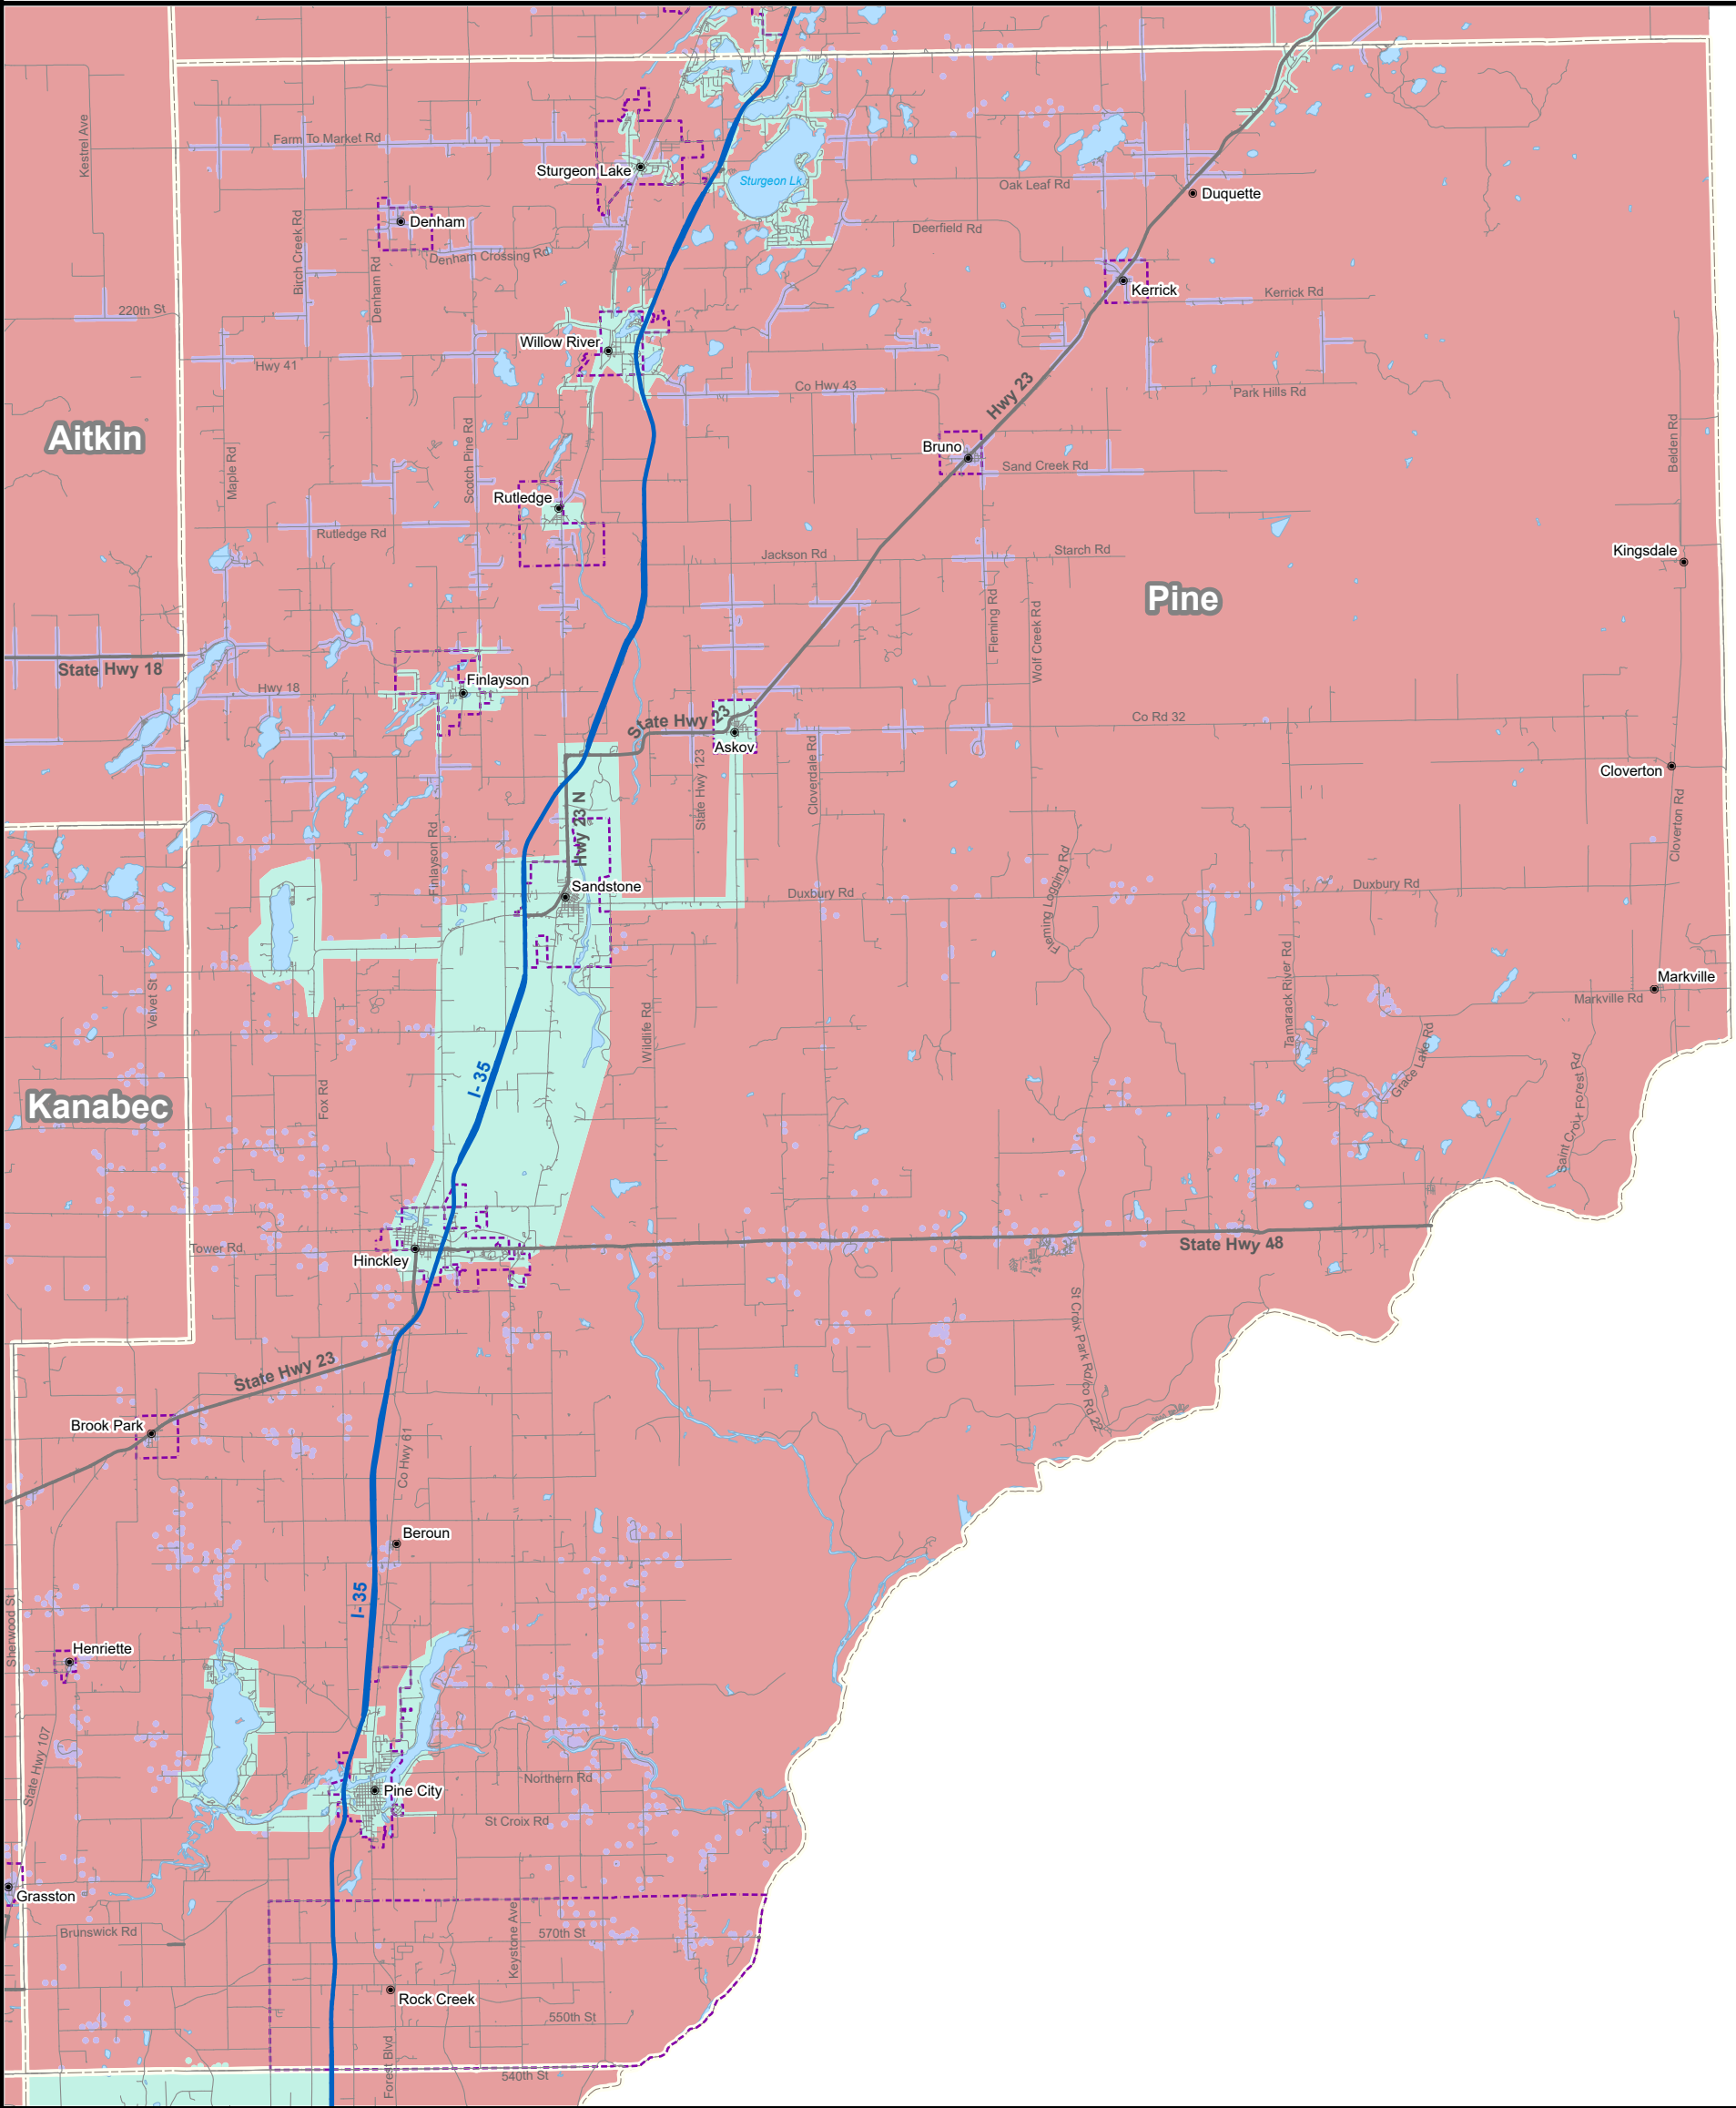 Kestrel Ave
Farm To Market Rd
Sturgeon Lake
Sturgeon Lk
Oak Leaf Rd
Duquette
Denham
Birch Creek Rd
Denham Rd
Denham Crossing Rd
Deerfield Rd
Kerrick
Kerrick Rd
220th St
Willow River
Hwy 41
Co Hwy 43
Hwy 23
Park Hills Rd
Aitkin
Maple Rd
Scotch Pine Rd
Bruno
Sand Creek Rd
Belden Rd
Rutledge
Rutledge Rd
Jackson Rd
Starch Rd
Kingsdale
Pine
Fleming Rd
Wolf Creek Rd
State Hwy 18
Hwy 18
Finlayson
State Hwy 23
Askov
Co Rd 32
State Hwy 123
Cloverdale Rd
Cloverton
Hwy 23 N
Finlayson Rd
Cloverton Rd
Sandstone
Duxbury Rd
Fleming Logging Rd
Duxbury Rd
Velvet St
Wildlife Rd
Tamarack River Rd
Markville
Markville Rd
I-35
Fox Rd
Grace Lake Rd
Saint Croix Forest Rd
Kanabec
Tower Rd
Hinckley
State Hwy 48
St Croix Park Rd/co Rd 22
State Hwy 23
Brook Park
Co Hwy 61
Beroun
I-35
Sherwood St
Henriette
State Hwy 107
Pine City
Northern Rd
St Croix Rd
Grasston
Brunswick Rd
Keystone Ave
570th St
Rock Creek
550th St
Forest Blvd
540th St